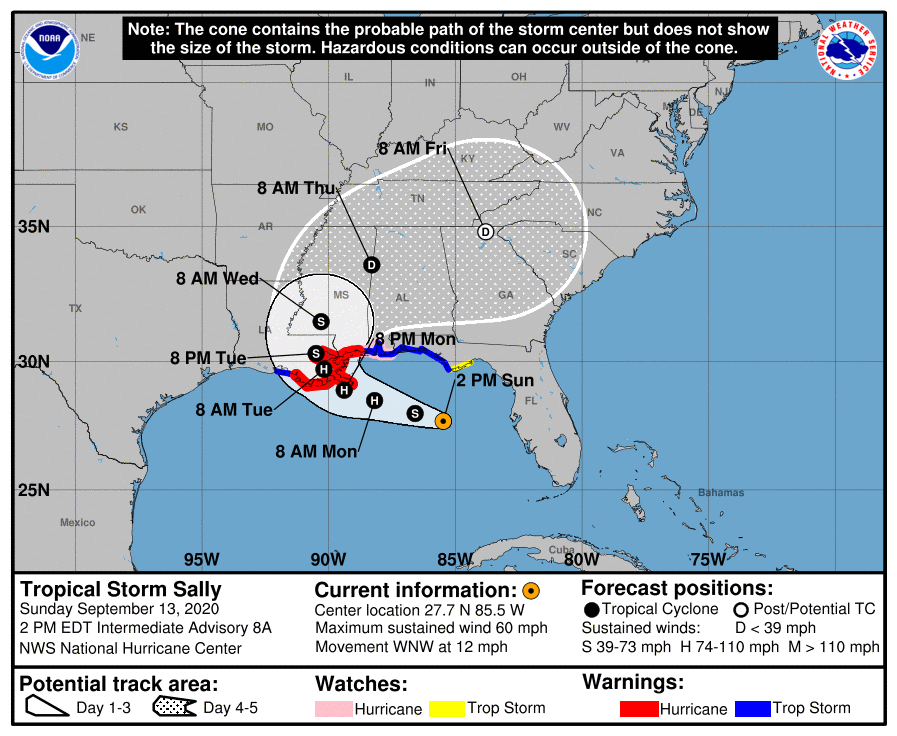 Note: The cone contains the probable path of the storm center but does not show
the size of the storm. Hazardous conditions can occur outside of the cone.
NOAA
NATIONAL WEATHER SERVICE
NE
IL
IN
OH
PA
NJ
MD
DE
KS
MO
WV
VA
8 AM Fri
KY
8 AM Thu
TN
OK
AR
NC
35N
D
SC
D
8 AM Wed
MS
AL
GA
TX
S
LA
8 PM Mon
8 PM Tue
S
30N
H
2 PM Sun
H
8 AM Tue
H
S
FL
8 AM Mon
25N
Bahamas
Mexico
Cuba
95W
90W
85W
80W
75W
Tropical Storm Sally
Sunday September 13, 2020
2 PM EDT Intermediate Advisory 8A
NWS National Hurricane Center
Current information:
Center location 27.7 N 85.5 W
Maximum sustained wind 60 mph
Movement WNW at 12 mph
Forecast positions:
Tropical Cyclone
Post/Potential TC
Sustained winds:
D < 39 mph
S 39-73 mph H 74-110 mph M > 110 mph
Potential track area:
Day 1-3
Day 4-5
Watches:
Hurricane
Trop Storm
Warnings:
Hurricane
Trop Storm